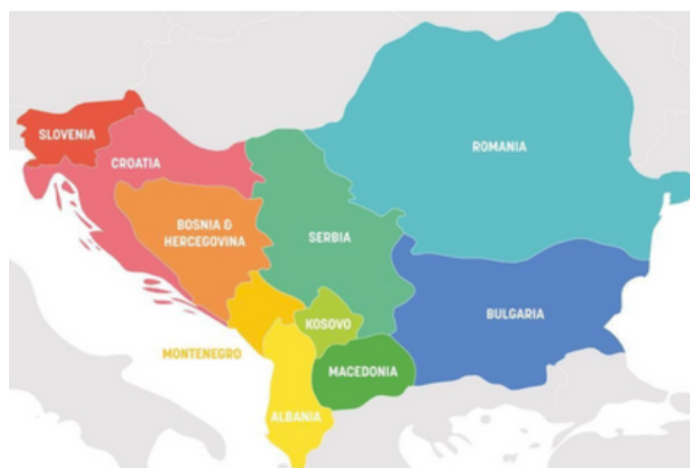 SLOVENIA
CROATIA
ROMANIA
BOSNIA &
HERCEGOVINA
SERBIA
BULGARIA
KOSOVO
MONTENEGRO
MACEDONIA
ALBANIA